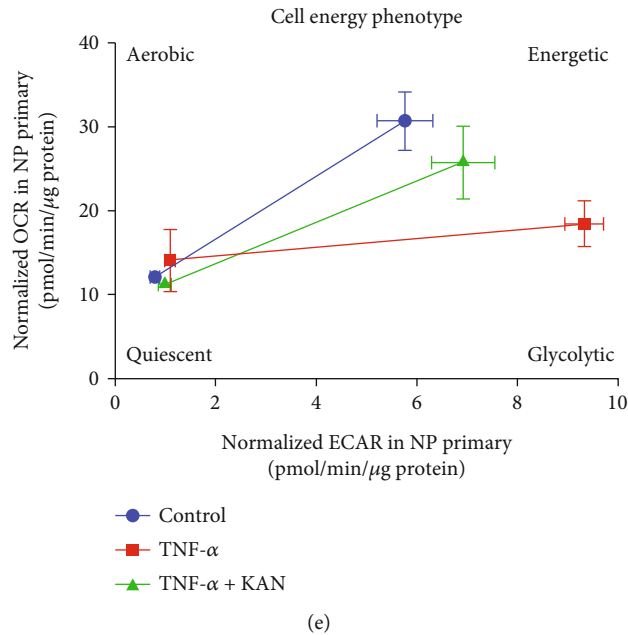 Cell energy phenotype
Aerobic
Energetic
Quiescent
Glycolytic
40
30
20
10
0
0
2
4
6
8
10
Normalized OCR in NP primary
(pmol/min/μg protein)
Normalized ECAR in NP primary
(pmol/min/μg protein)
Control
TNF-α
TNF-α + KAN
(e)